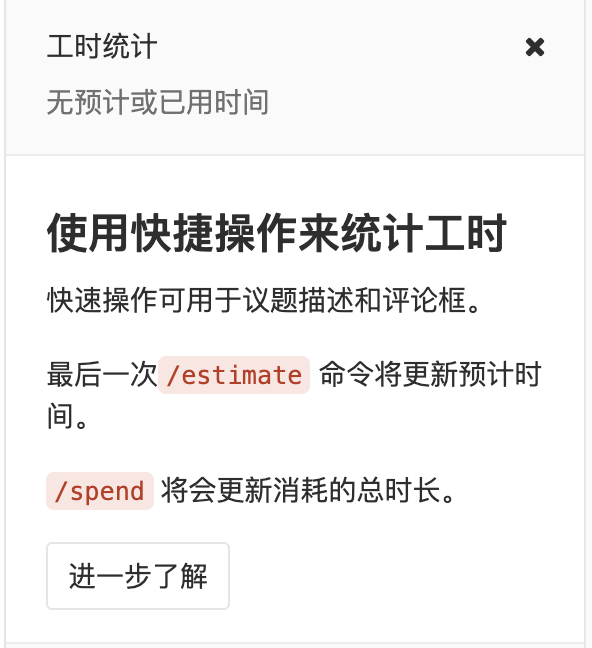 工时统计
无预计或已用时间
使用快捷操作来统计工时
快速操作可用于议题描述和评论框。
最后一次 /estimate 命令将更新预计时
间。
/spend 将会更新消耗的总时长。
进一步了解